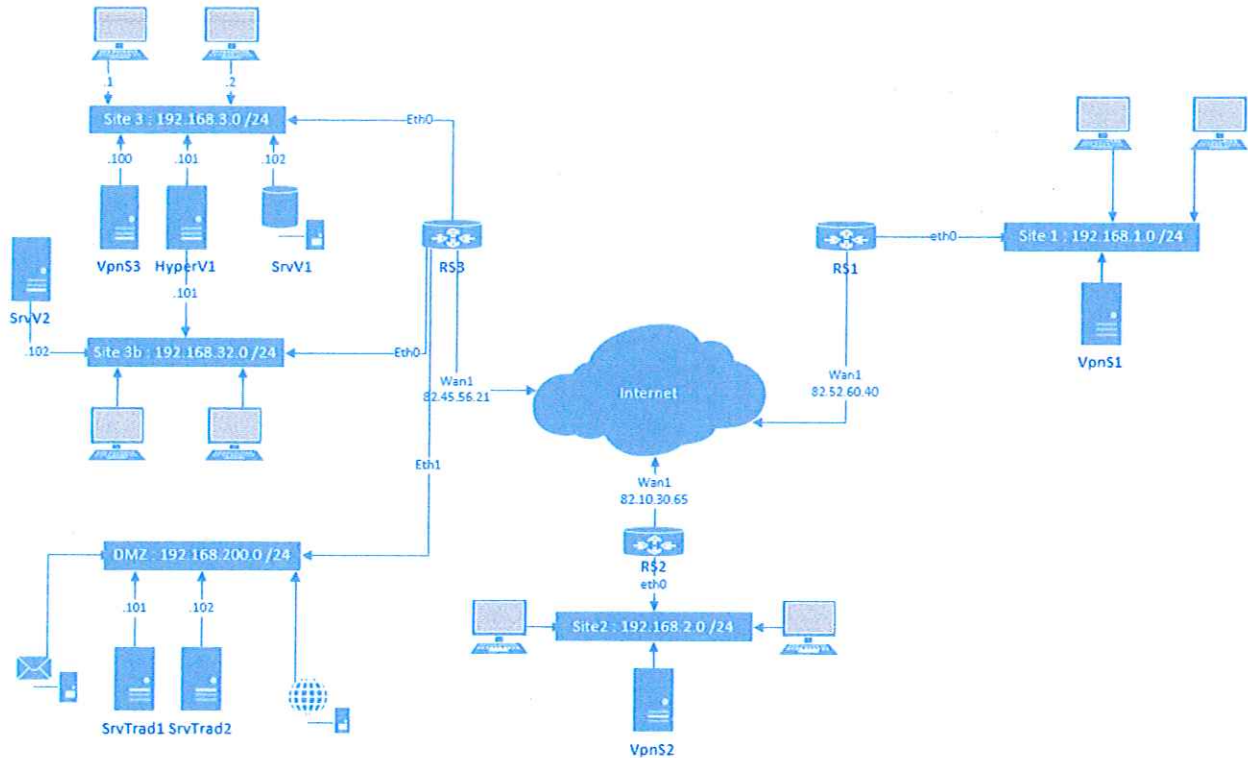 .1
.2
Site 3 : 192.168.3.0 /24
Eth0
.100
.101
.102
VpnS3
HyperV1
SrvV1
RS3
SrvV2
.101
.102
Site 3b : 192.168.32.0 /24
Eth0
Wan1
82.45.56.21
Eth1
Internet
RS1
eth0
Site 1 : 192.168.1.0 /24
VpnS1
Wan1
82.52.60.40
Wan1
82.10.30.65
RS2
eth0
Site2 : 192.168.2.0 /24
VpnS2
DMZ : 192.168.200.0 /24
.101
.102
SrvTrad1
SrvTrad2